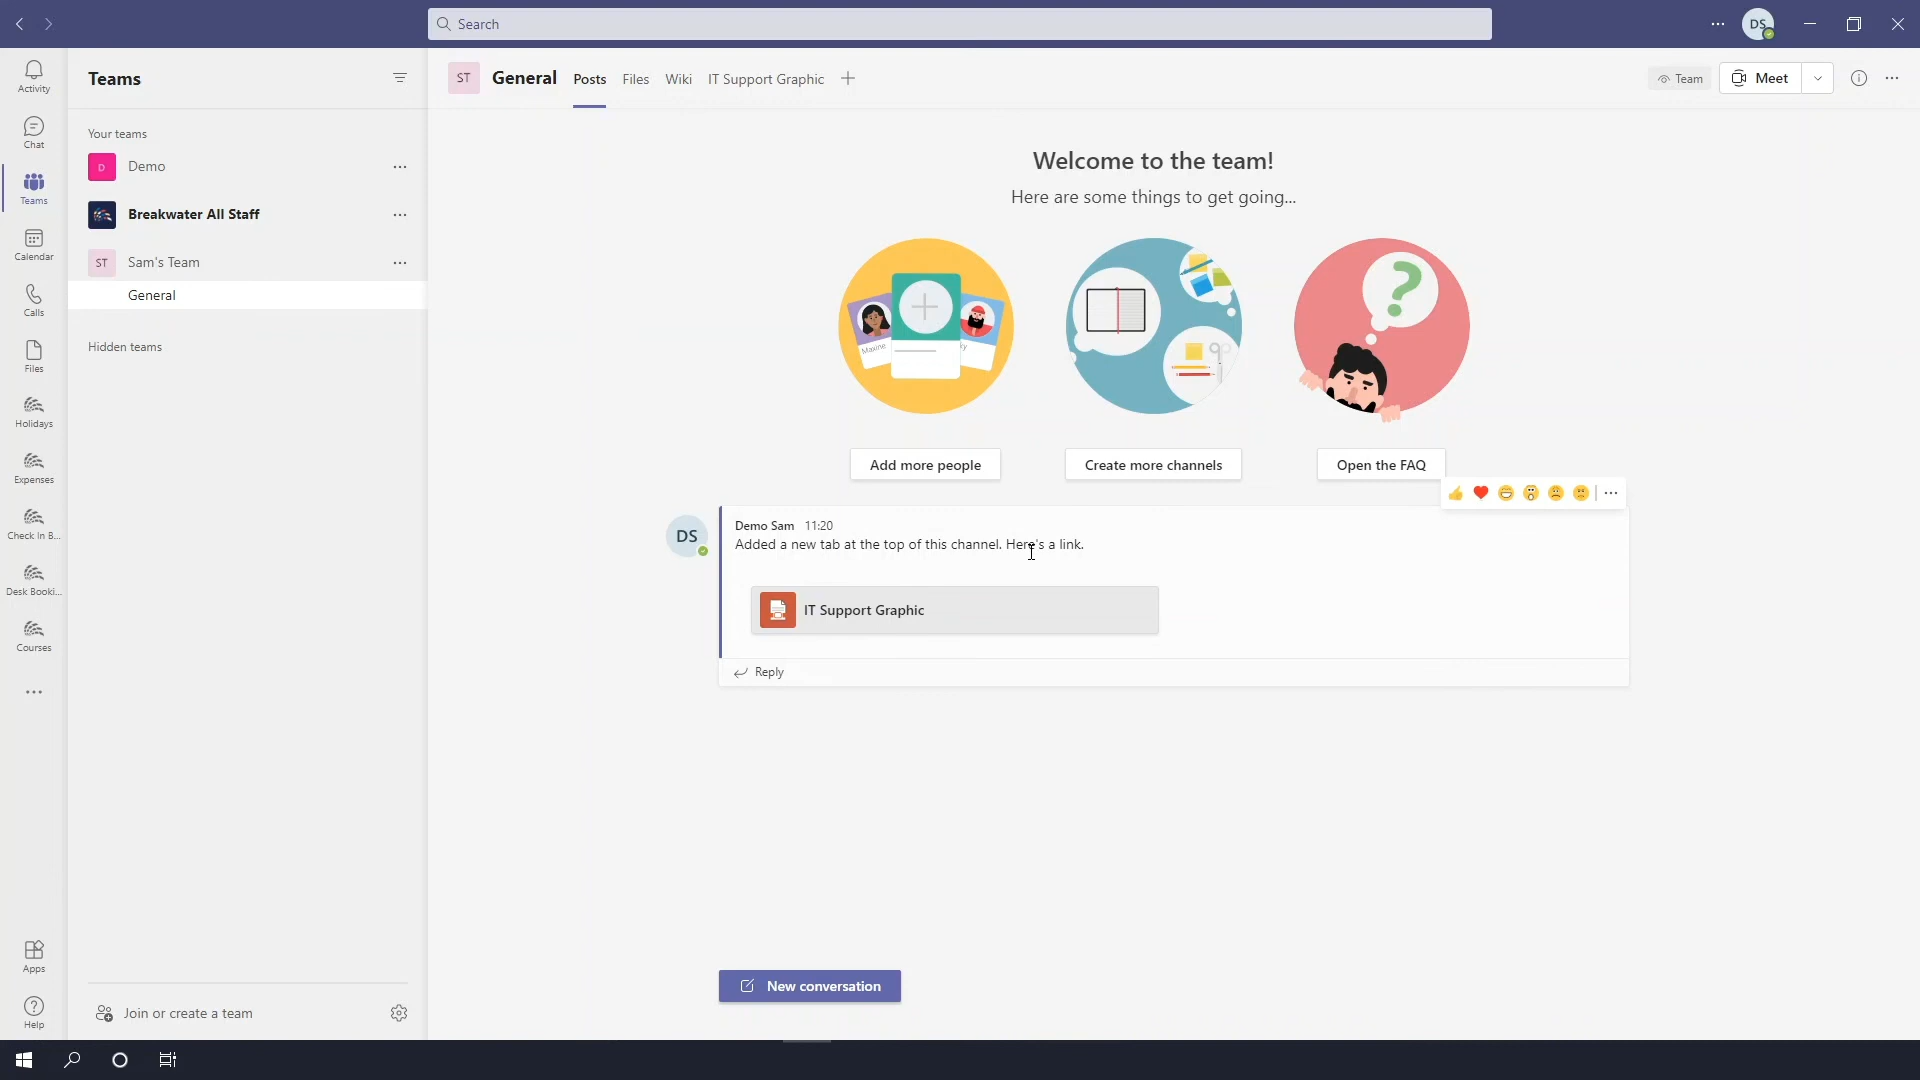 Search
DS
Activity
Chat
Teams
Calendar
Calls
Files
Holidays
Expenses
Check In B...
Desk Booki...
Courses
Apps
Help
Teams
Your teams
D
Demo
Breakwater All Staff
ST
Sam's Team
General
Hidden teams
Join or create a team
ST
General
Posts
Files
Wiki
IT Support Graphic
Team
Meet
Welcome to the team!
Here are some things to get going...
Maxine
Add more people
Create more channels
Open the FAQ
DS
Demo Sam 11:20
Added a new tab at the top of this channel. Here's a link.
IT Support Graphic
Reply
New conversation